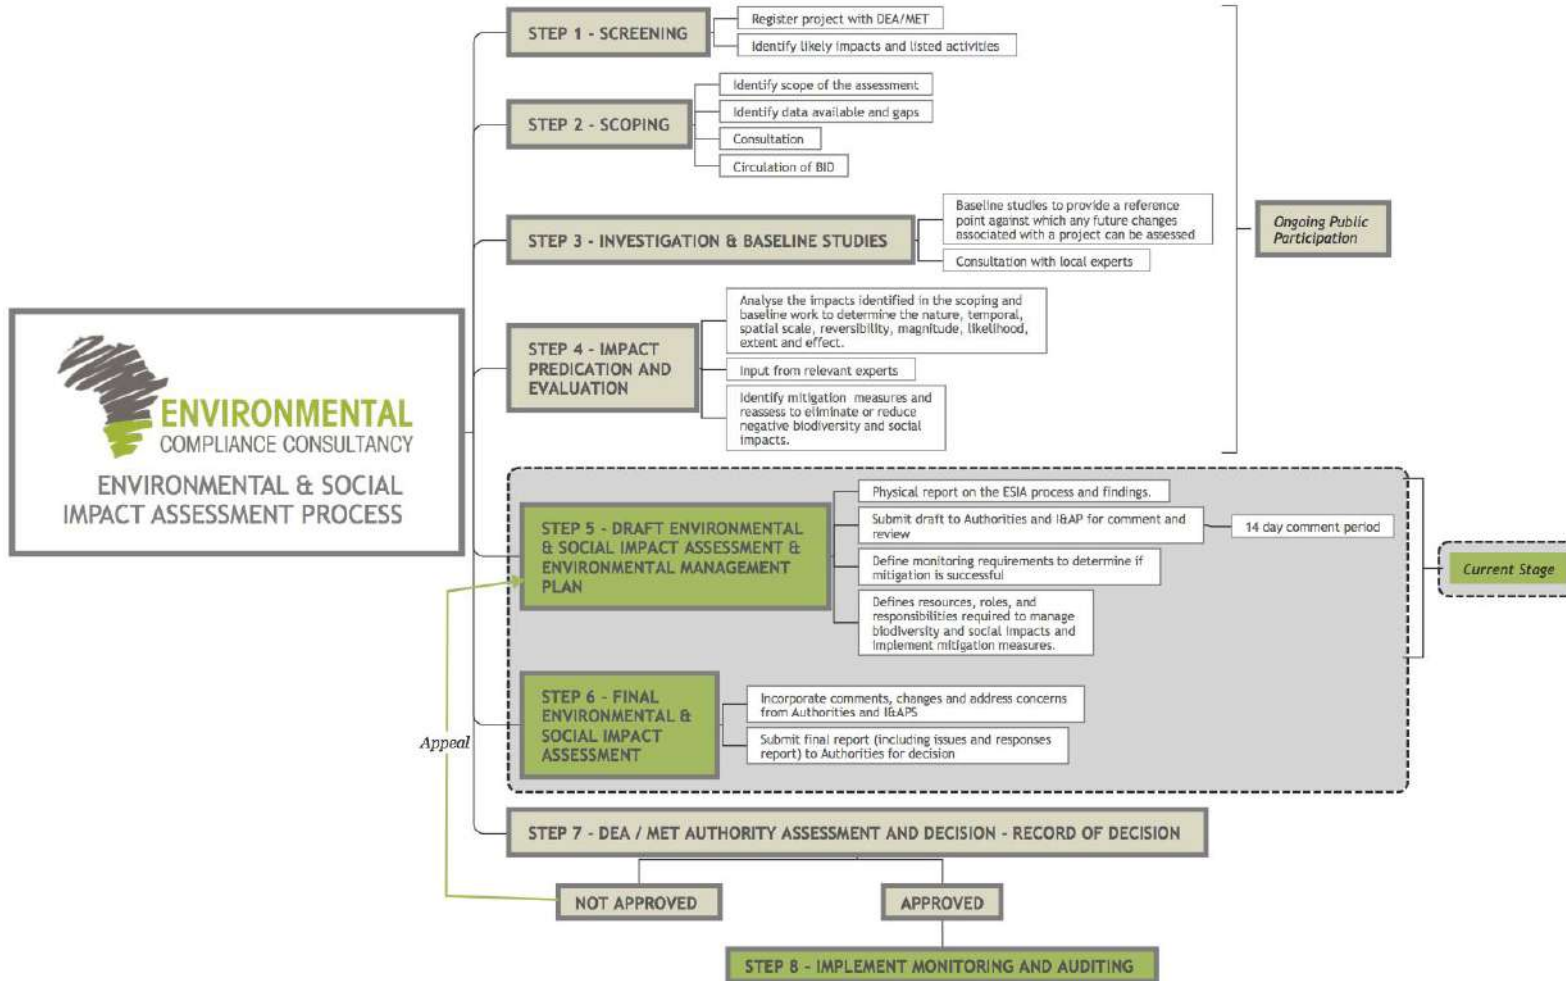 ENVIRONMENTAL
COMPLIANCE CONSULTANCY
ENVIRONMENTAL & SOCIAL
IMPACT ASSESSMENT PROCESS
STEP 1 - SCREENING
Register project with DEA/MET
Identify likely impacts and listed activities
STEP 2 - SCOPING
Identify scope of the assessment
Identify data available and gaps
Consultation
Circulation of BID
STEP 3 - INVESTIGATION & BASELINE STUDIES
Baseline studies to provide a reference
point against which any future changes
associated with a project can be assessed
Consultation with local experts
Ongoing Public
Participation
STEP 4 - IMPACT
PREDICATION AND
EVALUATION
Analyse the impacts identified in the scoping and
baseline work to determine the nature, temporal,
spatial scale, reversibility, magnitude, likelihood,
extent and effect.
Input from relevant experts
Identify mitigation measures and
reassess to eliminate or reduce
negative biodiversity and social
impacts.
STEP 5 - DRAFT ENVIRONMENTAL
& SOCIAL IMPACT ASSESSMENT &
ENVIRONMENTAL MANAGEMENT
PLAN
Physical report on the ESIA process and findings.
Submit draft to Authorities and I&AP for comment and
review
14 day comment period
Define monitoring requirements to determine if
mitigation is successful
Defines resources, roles, and
responsibilities required to manage
biodiversity and social impacts and
implement mitigation measures.
Current Stage
STEP 6 - FINAL
ENVIRONMENTAL &
SOCIAL IMPACT
ASSESSMENT
Incorporate comments, changes and address concerns
from Authorities and I&APS
Submit final report (including issues and responses
report) to Authorities for decision
Appeal
STEP 7 - DEA / MET AUTHORITY ASSESSMENT AND DECISION - RECORD OF DECISION
NOT APPROVED
APPROVED
STEP 8 - IMPLEMENT MONITORING AND AUDITING